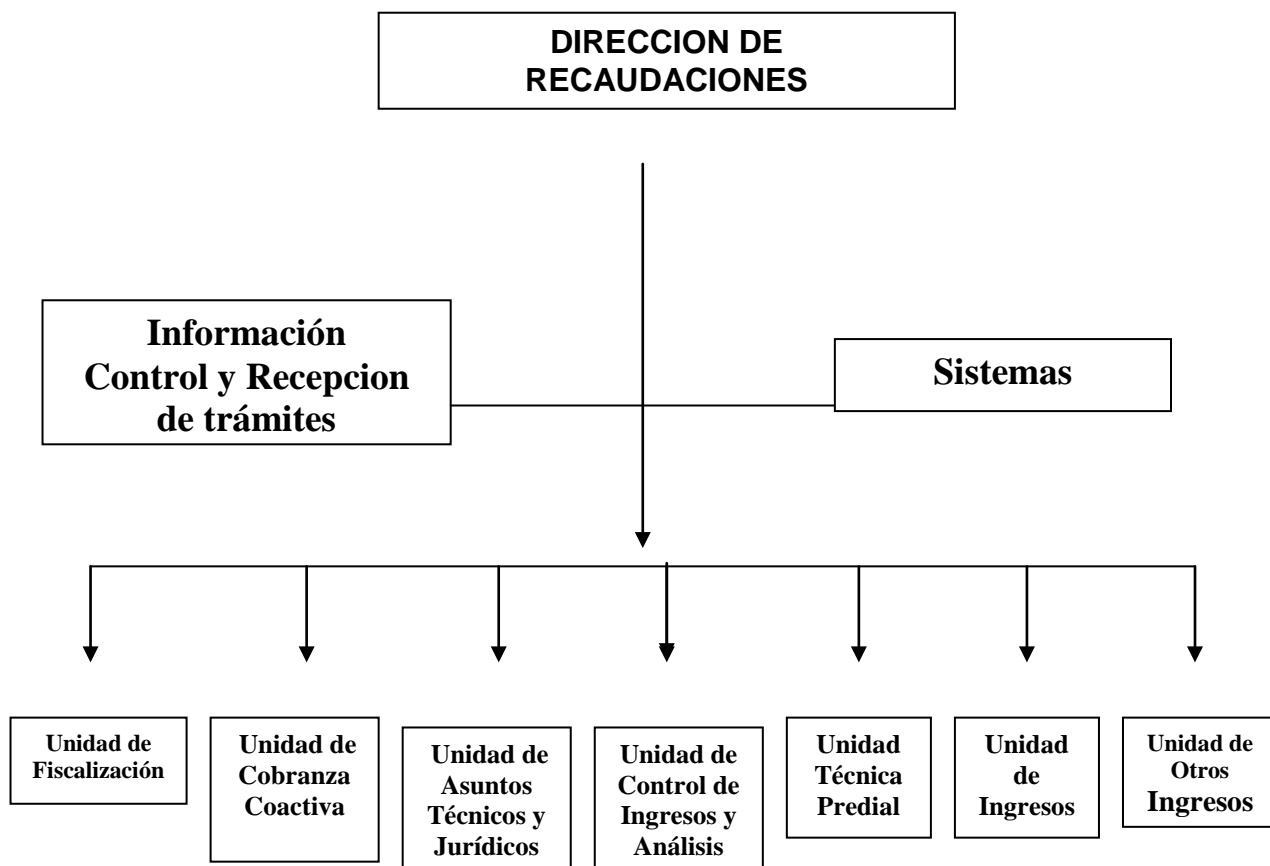 DIRECCION DE
RECAUDACIONES
Información
Control y Recepcion
de trámites
Sistemas
Unidad de
Fiscalización
Unidad de
Cobranza
Coactiva
Unidad de
Asuntos
Técnicos y
Jurídicos
Unidad de
Control de
Ingresos y
Análisis
Unidad
Técnica
Predial
Unidad
de
Ingresos
Unidad de
Otros
Ingresos